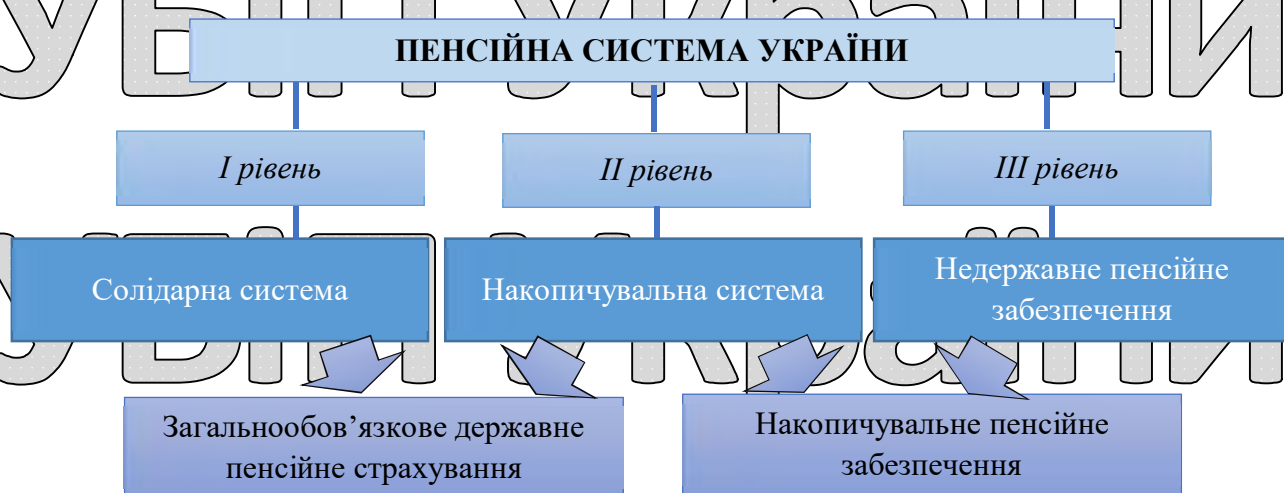 ПЕНСІЙНА СИСТЕМА УКРАЇНИ
І рівень
ІІ рівень
ІІІ рівень
Солідарна система
Накопичувальна система
Недержавне пенсійне
забезпечення
Загальнообов’язкове державне
пенсійне страхування
Накопичувальне пенсійне
забезпечення